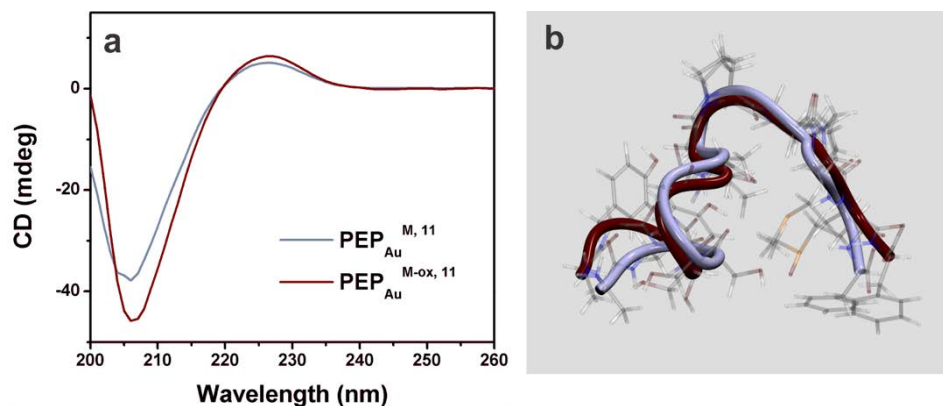 a
b
0
-20
-40
CD (mdeg)
PEP_Au^M, 11
PEP_Au^M-ox, 11
200 210 220 230 240 250 260
Wavelength (nm)